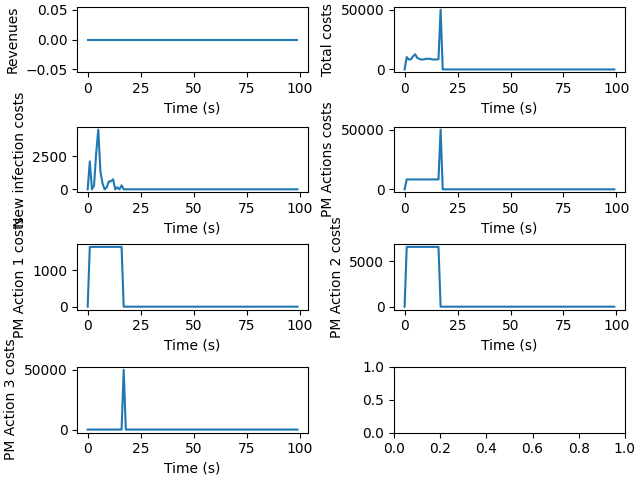 Revenues
0.05
0.00
−0.05
0 25 50 75 100
Time (s)
Total costs
50000
0
0 25 50 75 100
Time (s)
New infection costs
2500
0
0 25 50 75 100
Time (s)
PM Actions costs
50000
0
0 25 50 75 100
Time (s)
PM Action 1 costs
1000
0
0 25 50 75 100
Time (s)
PM Action 2 costs
5000
0
0 25 50 75 100
Time (s)
PM Action 3 costs
50000
0
0 25 50 75 100
Time (s)
1.0
0.5
0.0
0.0 0.2 0.4 0.6 0.8 1.0